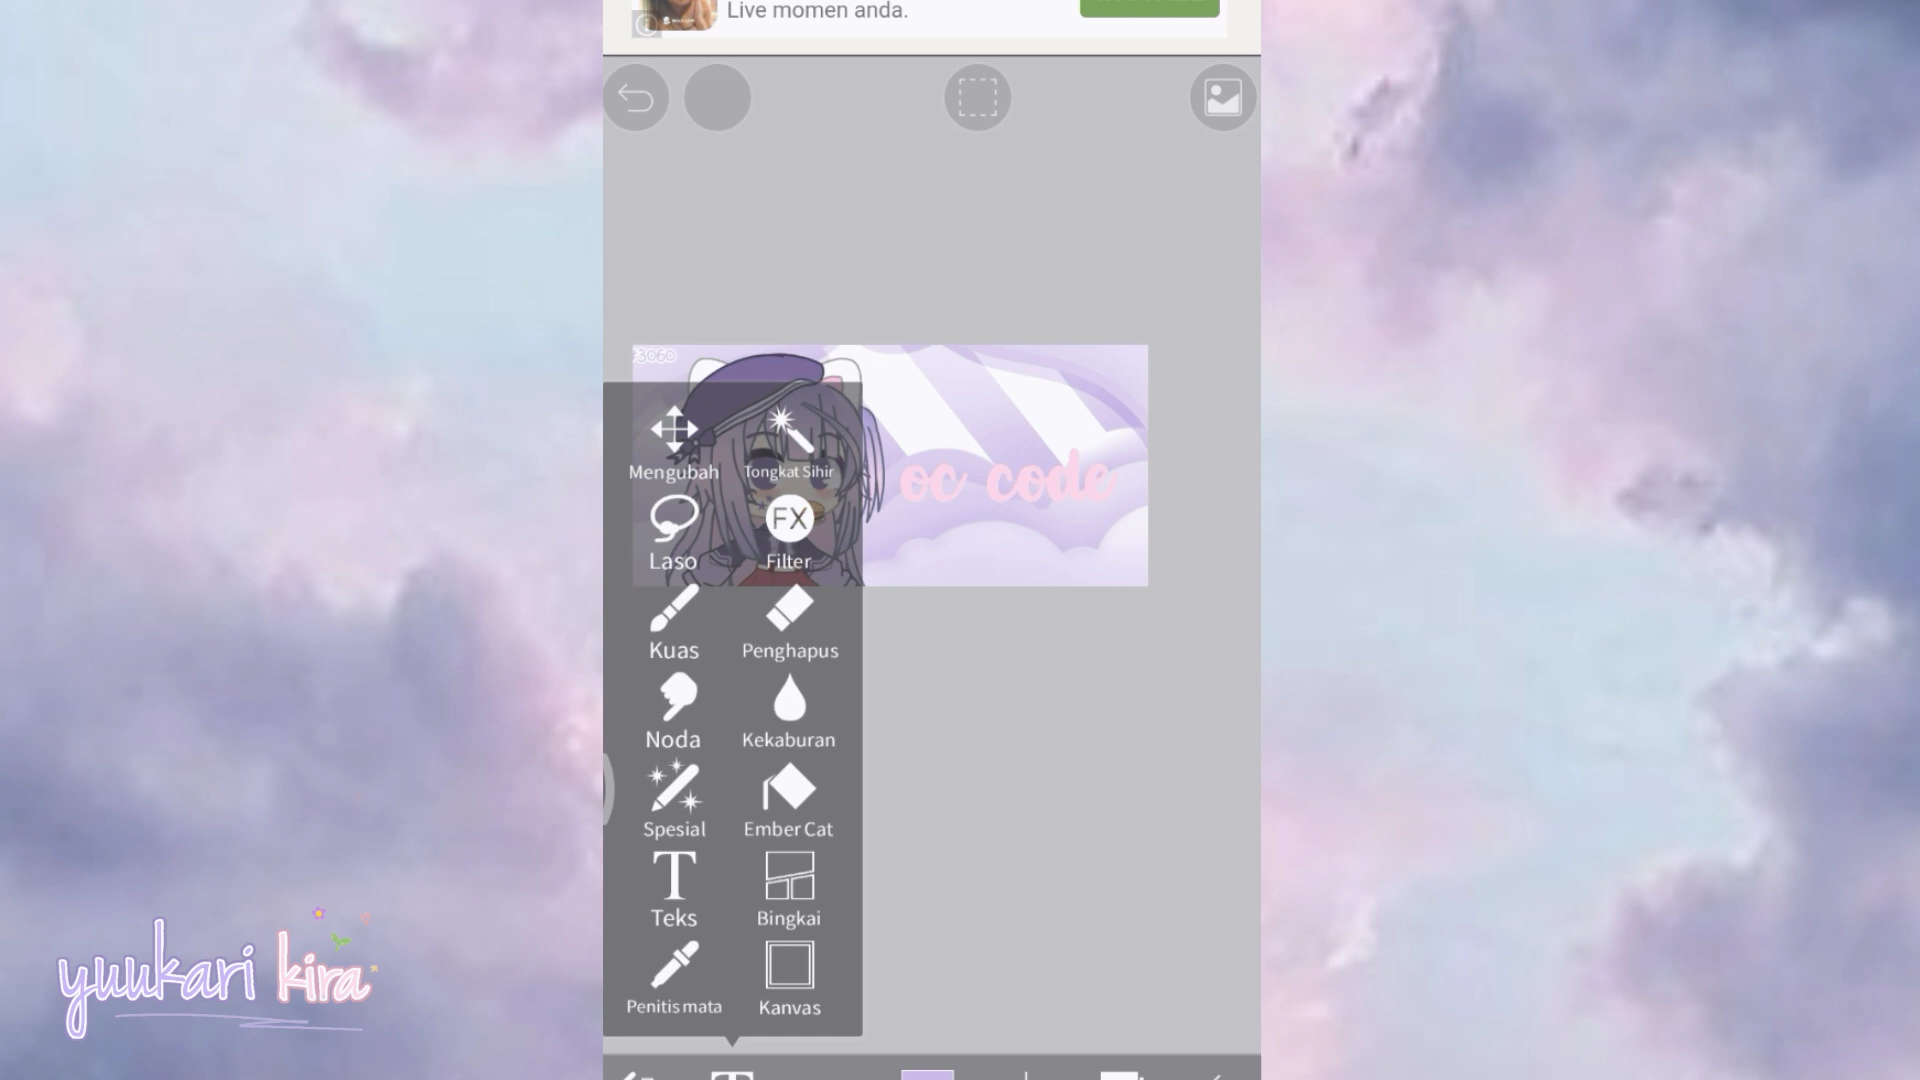 Live momen anda.
3060
Mengubah
Tongkat Sihir
oc code
Laso
FX
Filter
Kuas
Penghapus
Noda
Kekaburan
Spesial
Ember Cat
Teks
Bingkai
Penitis mata
Kanvas
yuukari kira